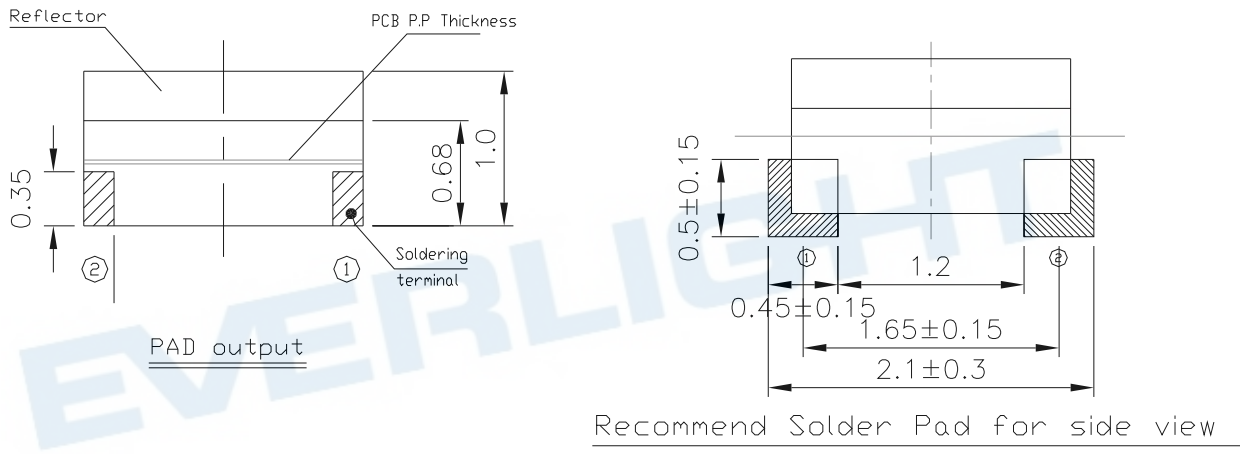 Reflector
PCB P.P Thickness
0.35
0.68
1.0
②
①
Soldering
terminal
PAD output
0.5±0.15
①
②
1.2
0.45±0.15
1.65±0.15
2.1±0.3
Recommend Solder Pad for side view
EVERLIGHT